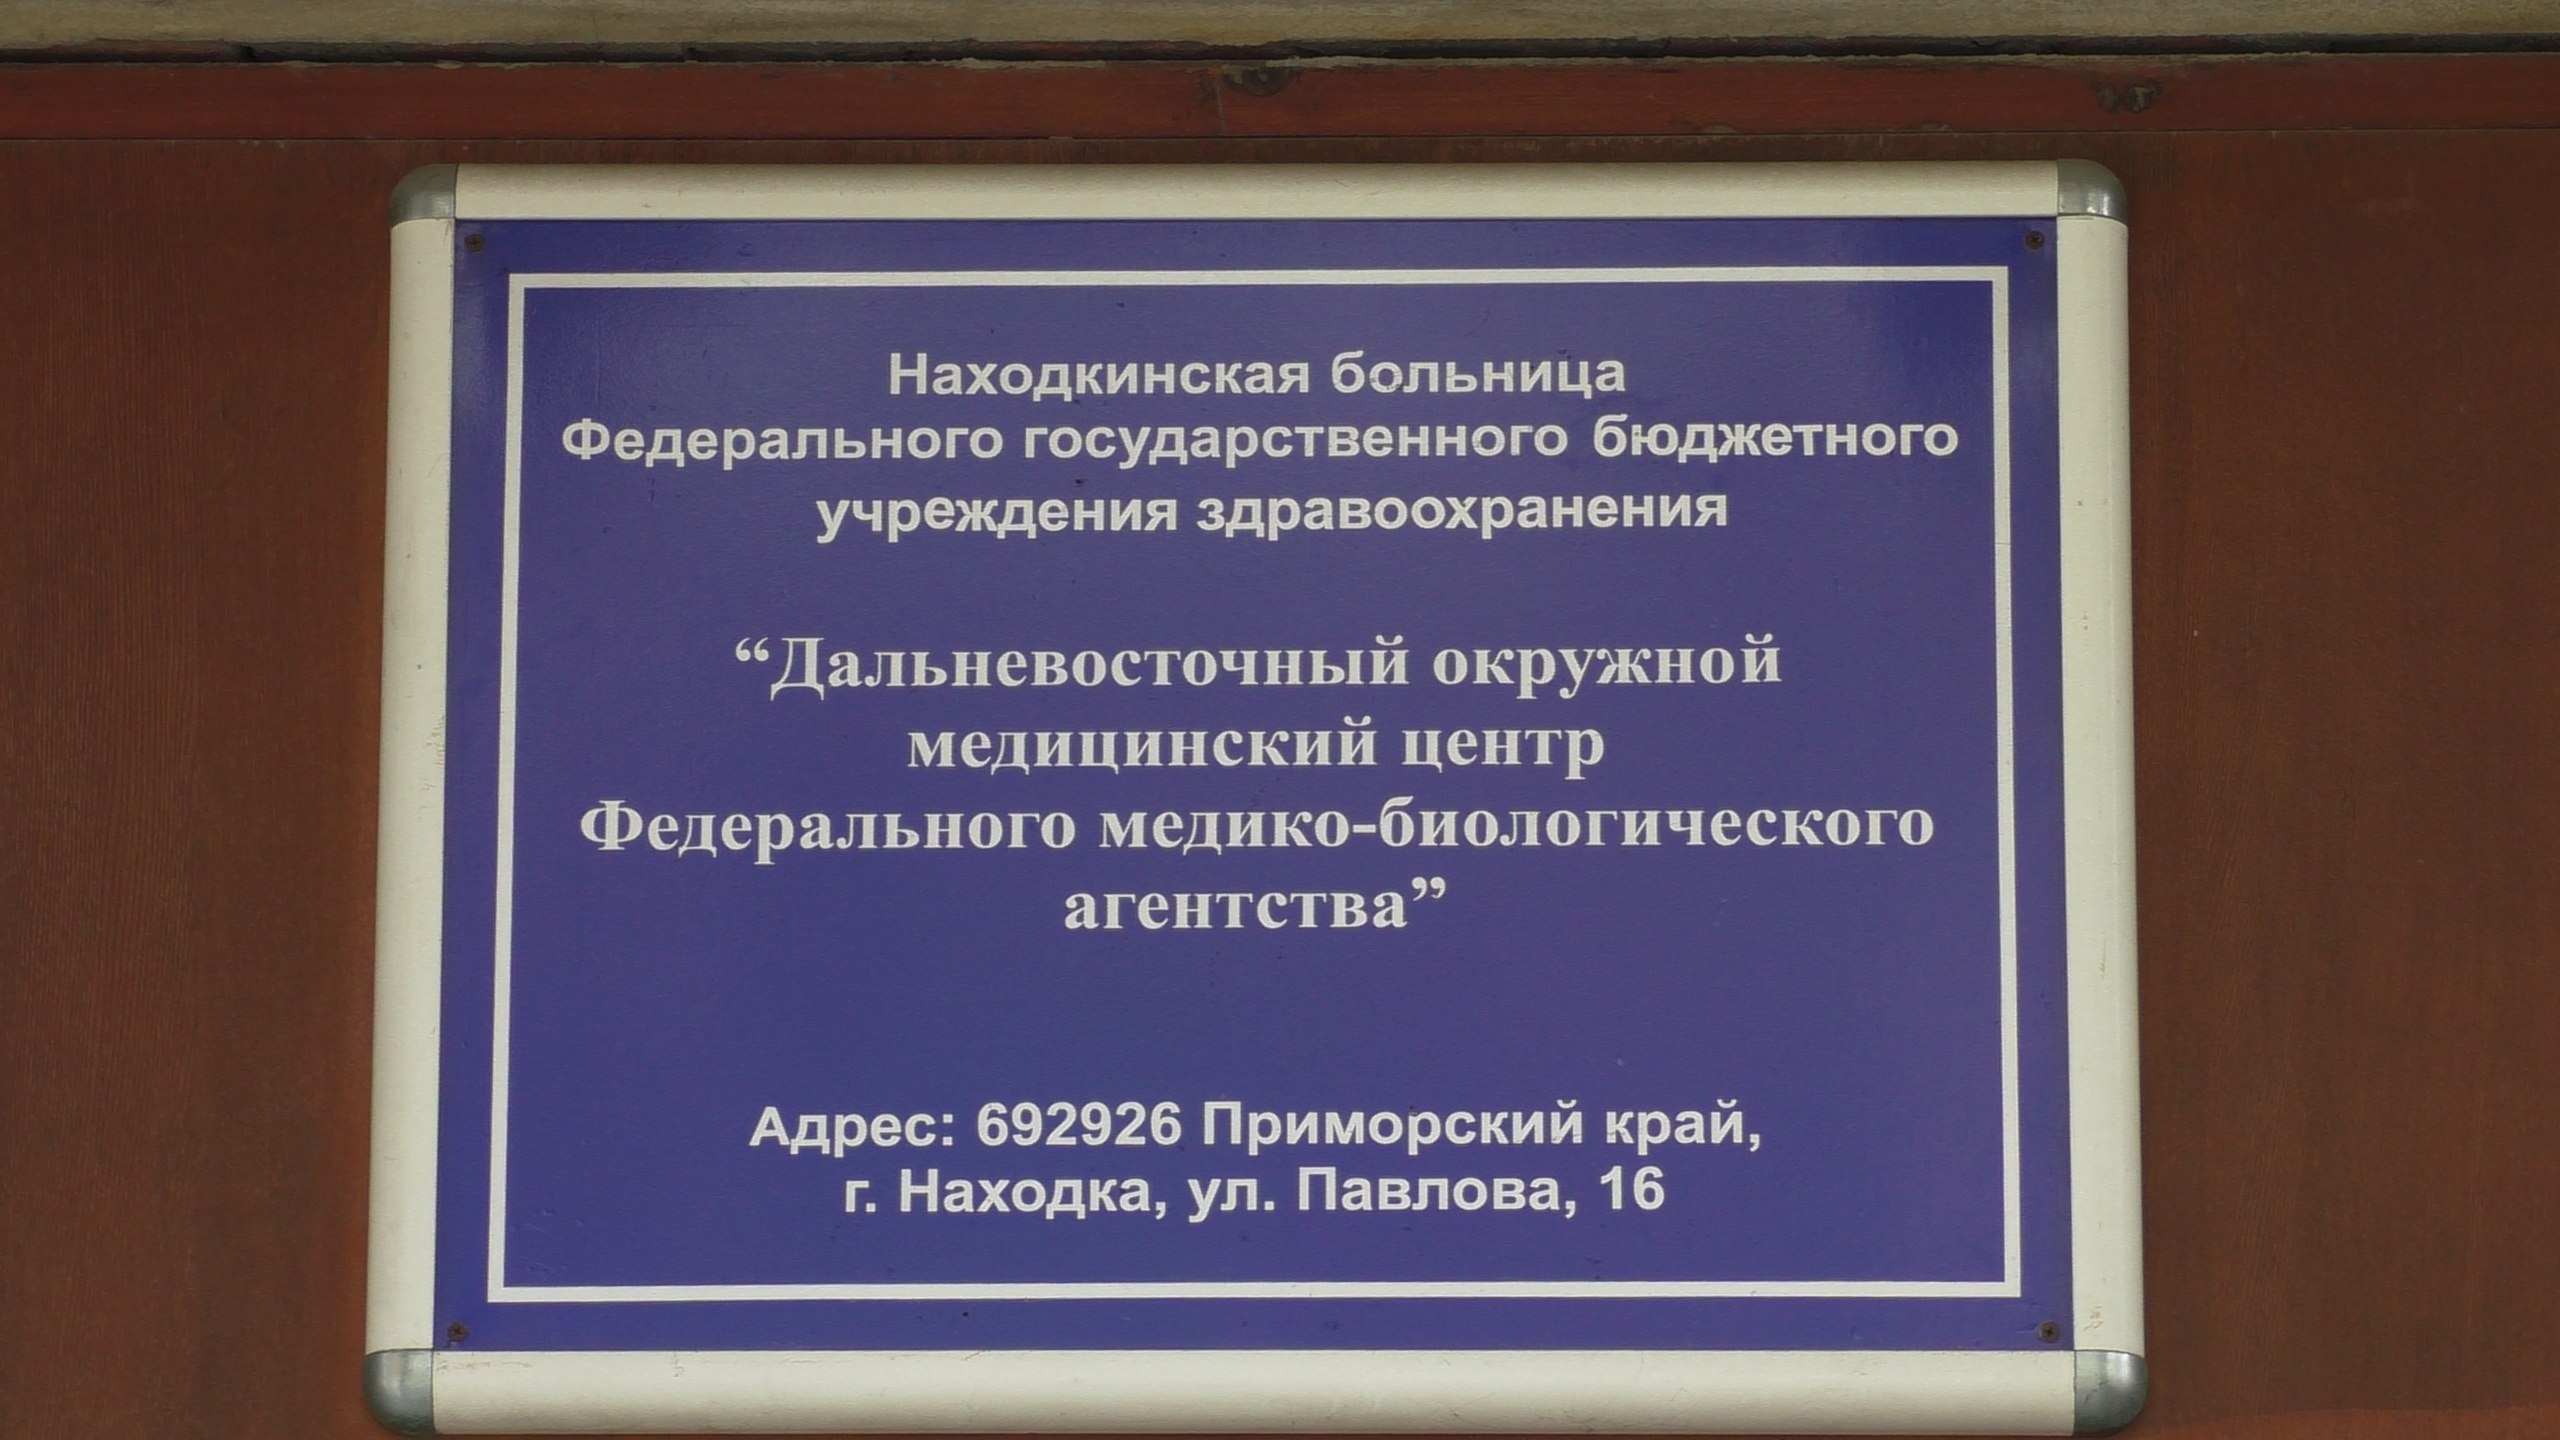 Находкинская больница
Федерального государственного бюджетного
учреждения здравоохранения
“Дальневосточный окружной
медицинский центр
Федерального медико-биологического
агентства”
Адрес: 692926 Приморский край,
г. Находка, ул. Павлова, 16